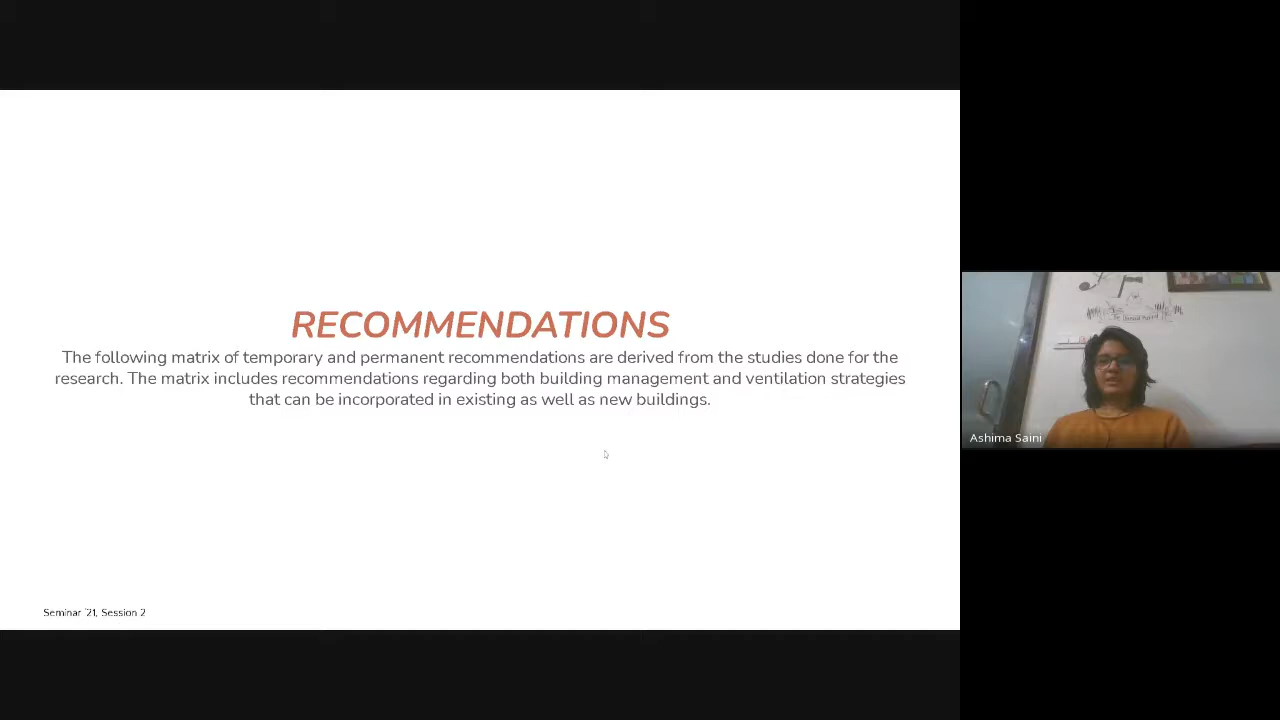 RECOMMENDATIONS
The following matrix of temporary and permanent recommendations are derived from the studies done for the
research. The matrix includes recommendations regarding both building management and ventilation strategies
that can be incorporated in existing as well as new buildings.
Seminar '21, Session 2
Ashima Saini